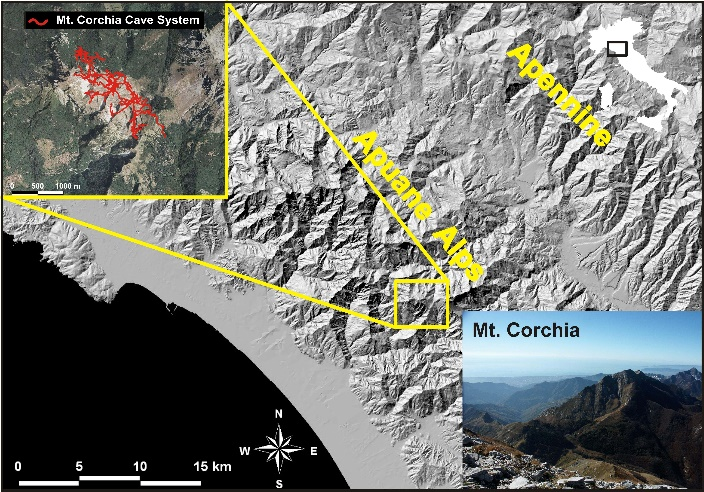 Mt. Corchia Cave System
0 500 1000 m
Apennine
Apuane Alps
Mt. Corchia
N
W E
S
0 5 10 15 km